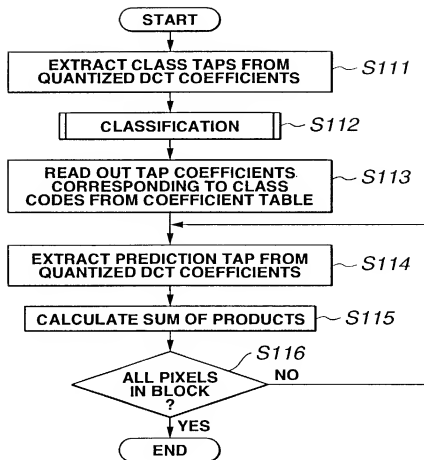 START
EXTRACT CLASS TAPS FROM
QUANTIZED DCT COEFFICIENTS
S111
CLASSIFICATION
S112
READ OUT TAP COEFFICIENTS
CORRESPONDING TO CLASS
CODES FROM COEFFICIENT TABLE
S113
EXTRACT PREDICTION TAP FROM
QUANTIZED DCT COEFFICIENTS
S114
CALCULATE SUM OF PRODUCTS
S115
S116
ALL PIXELS
IN BLOCK
?
NO
YES
END